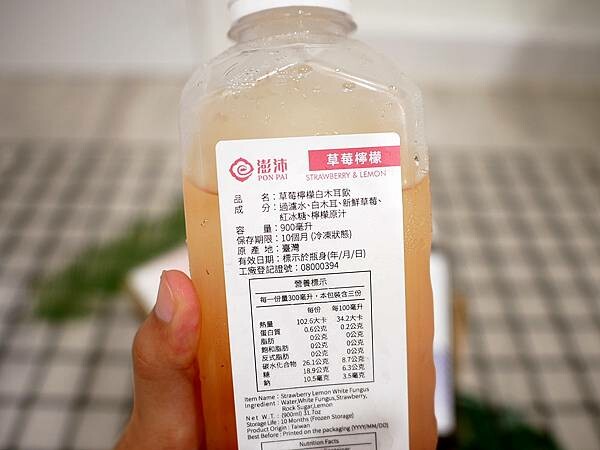 澎沛
PON PAI
草莓檸檬
STRAWBERRY & LEMON
品　　名：草莓檸檬白木耳飲
成　　分：過濾水、白木耳、新鮮草莓、
紅冰糖、檸檬原汁
容　　量：900毫升
保存期限：10個月 (冷凍狀態)
原 產 地：臺灣
有效日期：標示於瓶身(年/月/日)
工廠登記證號：08000394
營養標示
每一份量300毫升，本包裝含三份
每份 每100毫升
熱量 102.6大卡 34.2大卡
蛋白質 0.6公克 0.2公克
脂肪 0公克 0公克
飽和脂肪 0公克 0公克
反式脂肪 0公克 0公克
碳水化合物 26.1公克 8.7公克
糖 18.9公克 6.3公克
鈉 10.5毫克 3.5毫克
Item Name : Strawberry Lemon White Fungus
Ingredient : Water,White Fungus,Strawberry,
Rock Sugar,Lemon
N e t W. T. : (900ml) 31.7oz
Storage Life : 10 Months (Frozen Storage)
Product Origin : Taiwan
Best Before : Printed on the packaging (YYYY/MM/DD)
Nutrition Facts